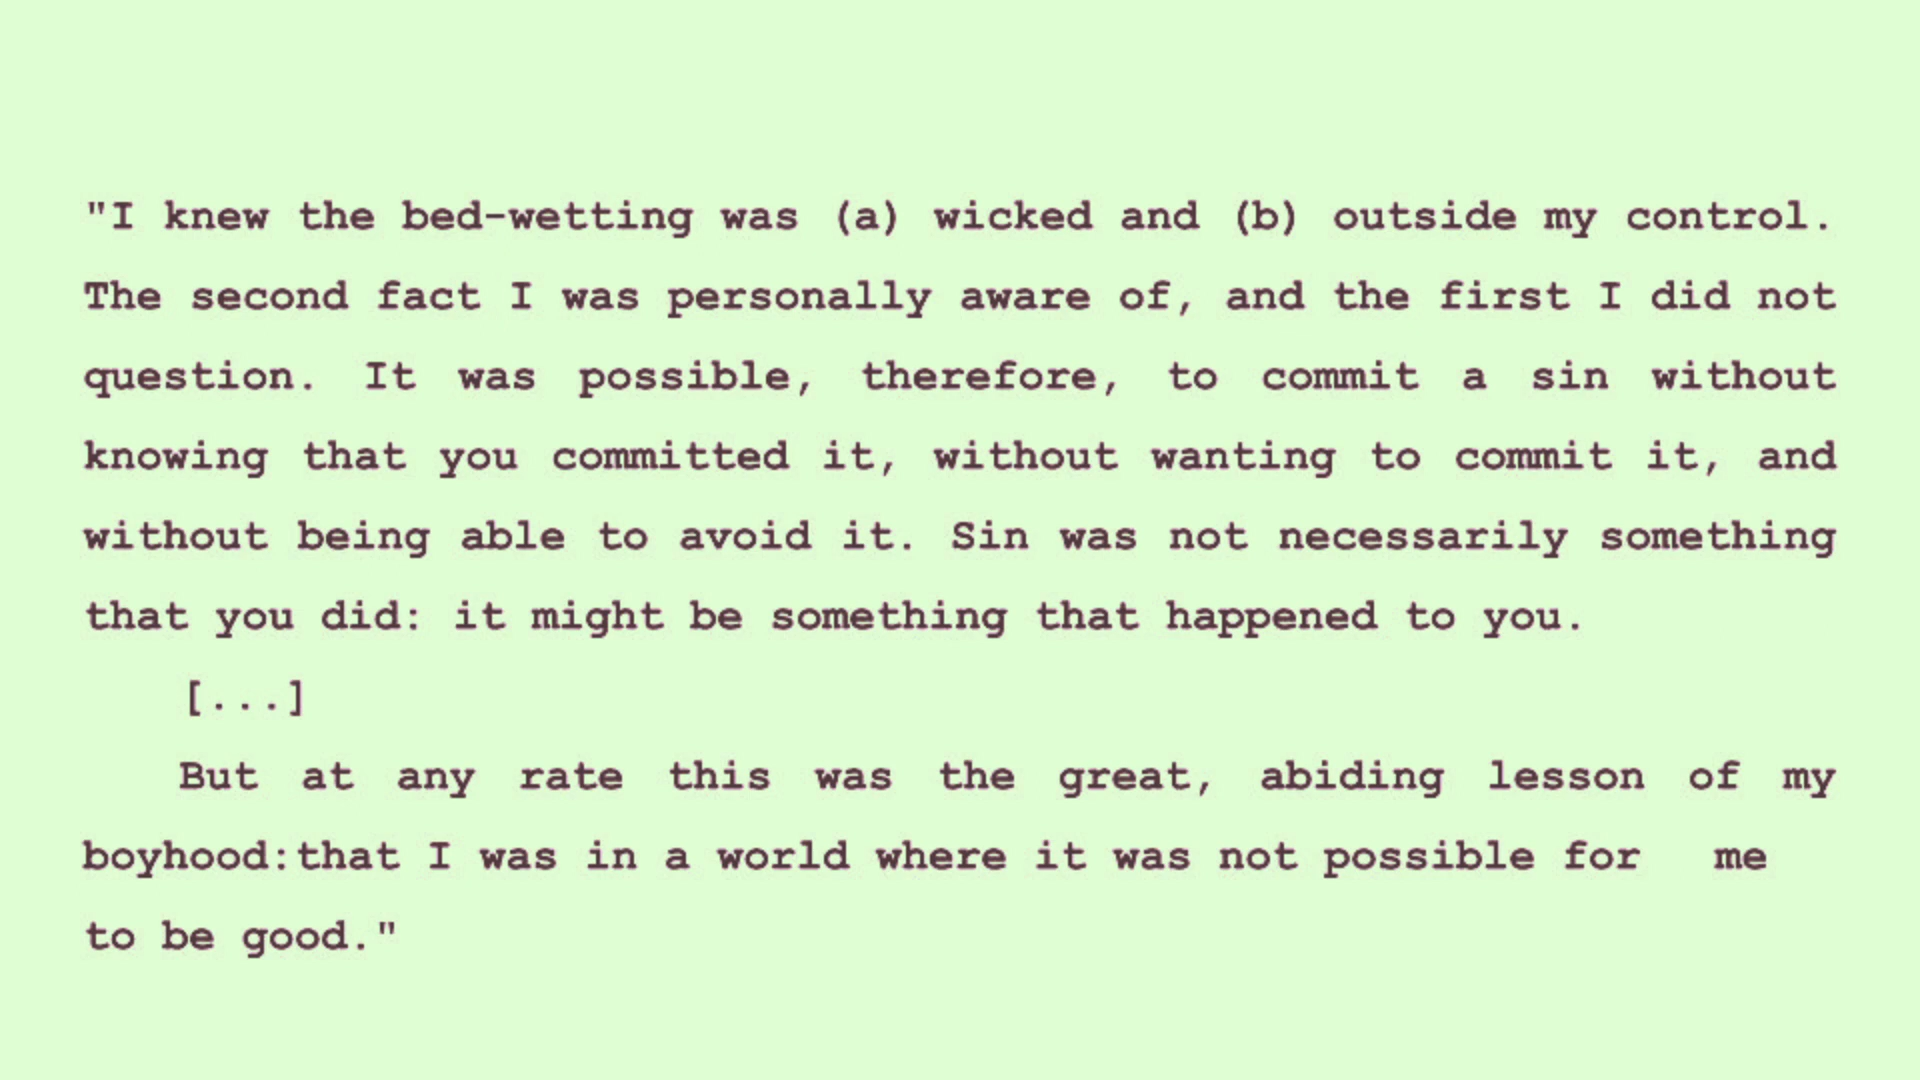 "I knew the bed-wetting was (a) wicked and (b) outside my control.
The second fact I was personally aware of, and the first I did not
question. It was possible, therefore, to commit a sin without
knowing that you committed it, without wanting to commit it, and
without being able to avoid it. Sin was not necessarily something
that you did: it might be something that happened to you.
[...]
But at any rate this was the great, abiding lesson of my
boyhood:that I was in a world where it was not possible for me
to be good."